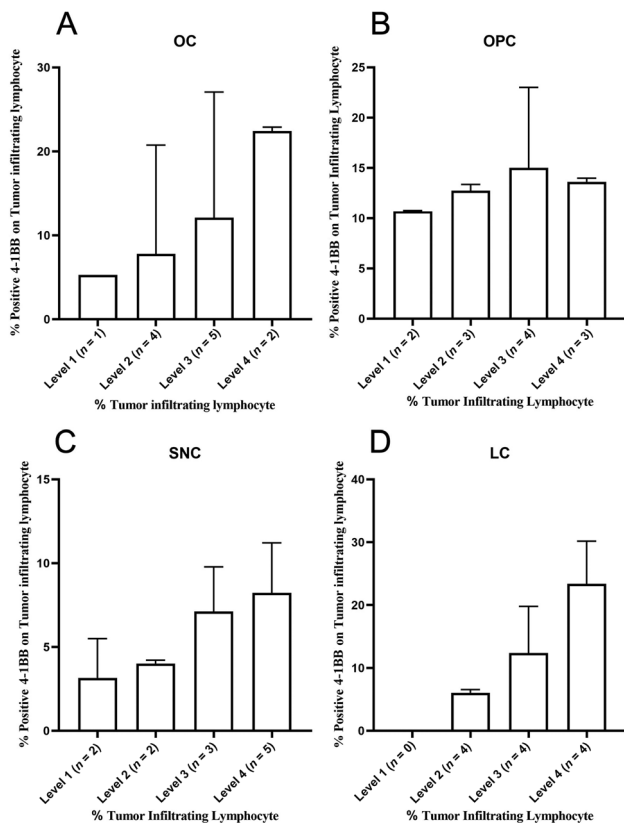 A
OC
% Positive 4-1BB on Tumor infiltrating lymphocyte
30
20
10
0
Level 1 (n = 1)
Level 2 (n = 4)
Level 3 (n = 5)
Level 4 (n = 2)
% Tumor infiltrating lymphocyte
B
OPC
% Positive 4-1BB on Tumor Infiltrating Lymphocyte
25
20
15
10
5
0
Level 1 (n = 2)
Level 2 (n = 3)
Level 3 (n = 4)
Level 4 (n = 3)
% Tumor Infiltrating Lymphocyte
C
SNC
% Positive 4-1BB on Tumor infiltrating lymphocyte
15
10
5
0
Level 1 (n = 2)
Level 2 (n = 2)
Level 3 (n = 3)
Level 4 (n = 5)
% Tumor Infiltrating Lymphocyte
D
LC
% Positive 4-1BB on Tumor infiltrating lymphocyte
40
30
20
10
0
Level 1 (n = 0)
Level 2 (n = 4)
Level 3 (n = 4)
Level 4 (n = 4)
% Tumor Infiltrating Lymphocyte